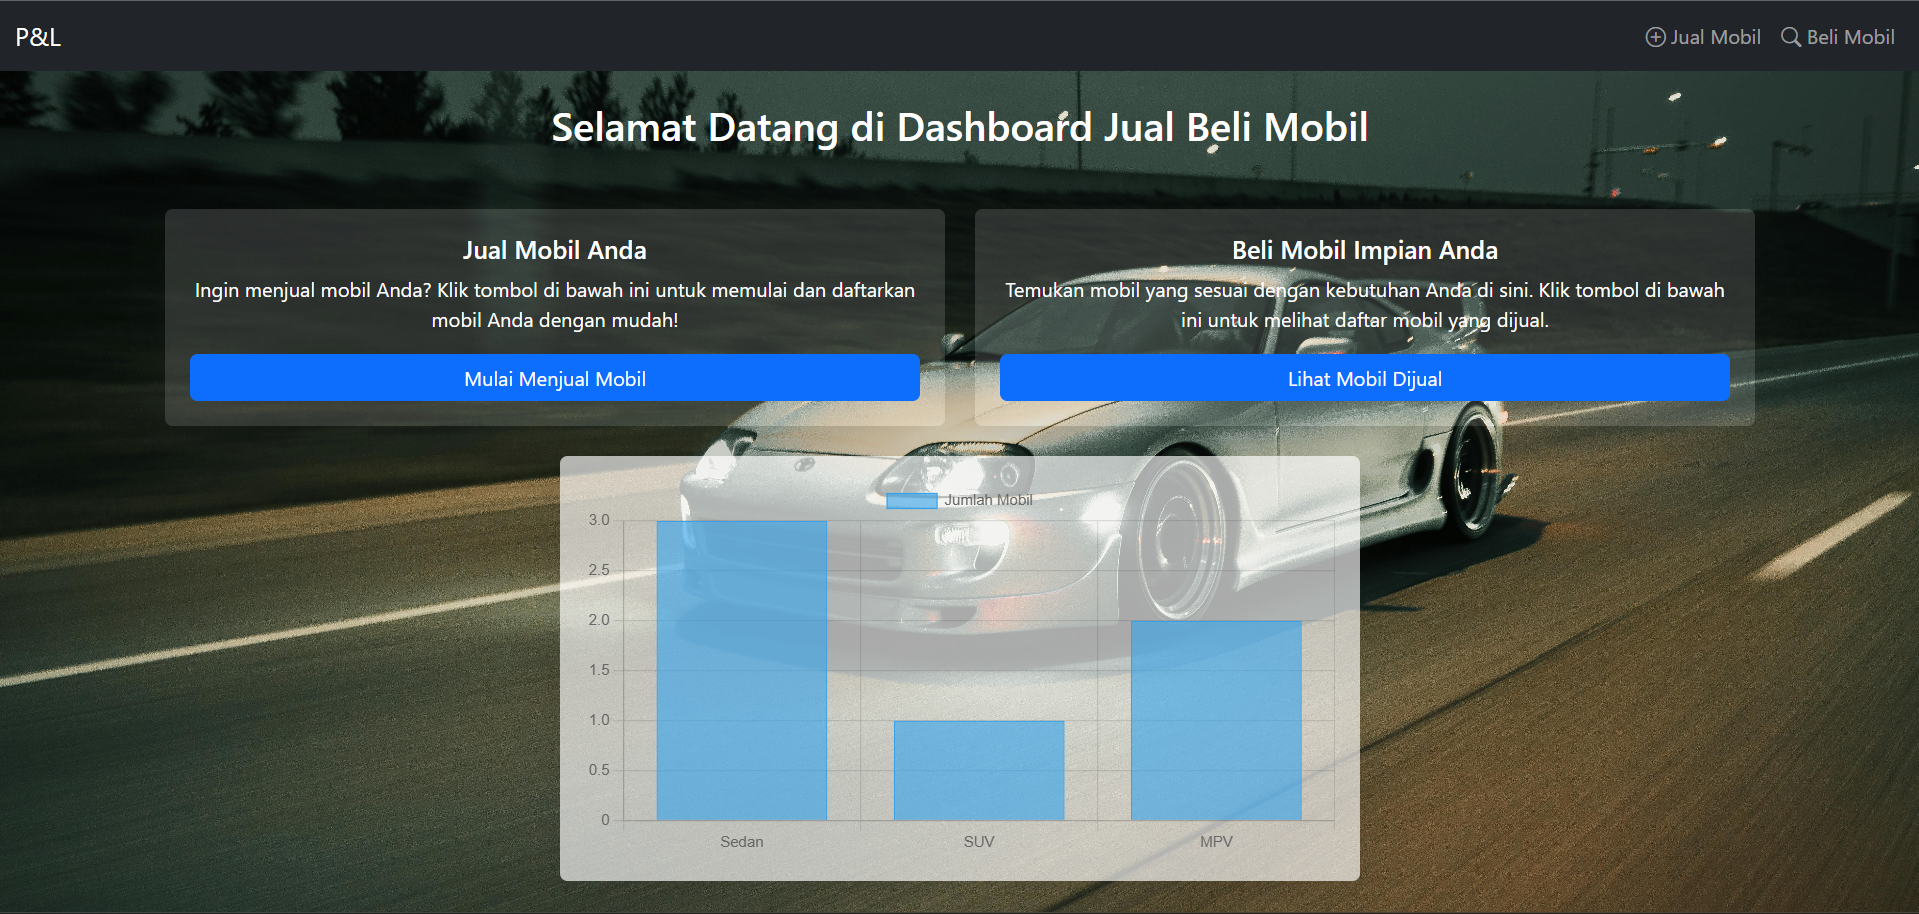 P&L
Jual Mobil
Beli Mobil
Selamat Datang di Dashboard Jual Beli Mobil
Jual Mobil Anda
Ingin menjual mobil Anda? Klik tombol di bawah ini untuk memulai dan daftarkan
mobil Anda dengan mudah!
Mulai Menjual Mobil
Beli Mobil Impian Anda
Temukan mobil yang sesuai dengan kebutuhan Anda di sini. Klik tombol di bawah
ini untuk melihat daftar mobil yang dijual.
Lihat Mobil Dijual
Jumlah Mobil
3.0
2.5
2.0
1.5
1.0
0.5
0
Sedan
SUV
MPV